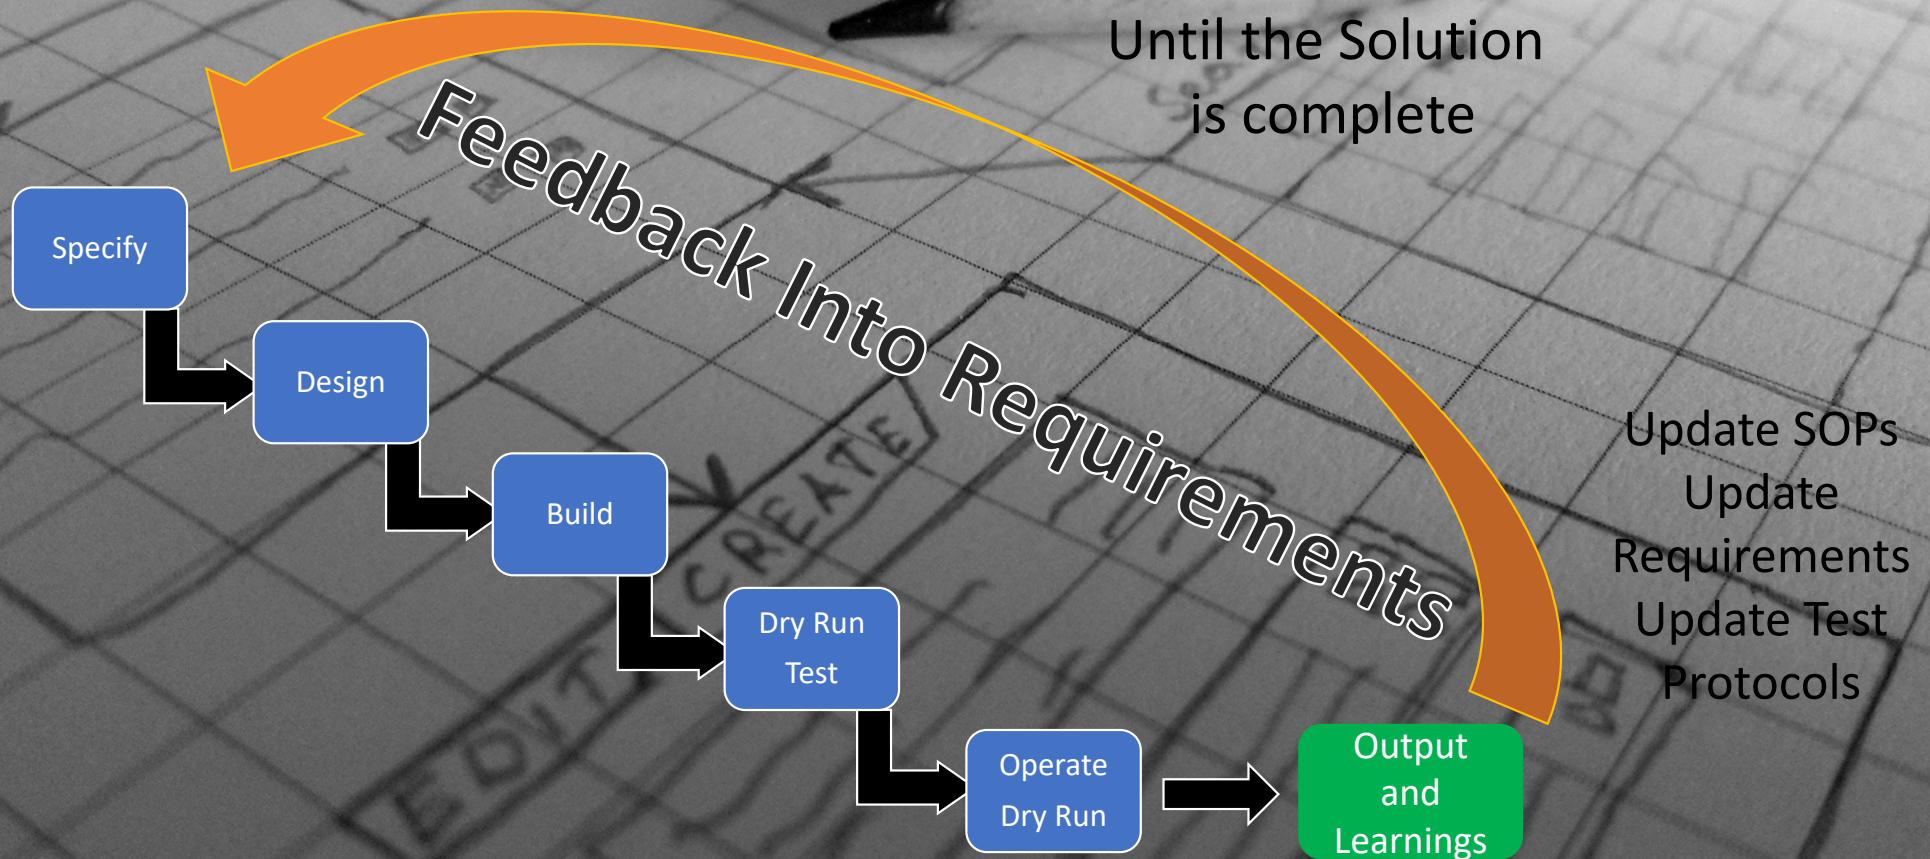 Until the Solution
is complete
Feedback Into Requirements
Specify
Design
Build
Dry Run
Test
Operate
Dry Run
Output
and
Learnings
Update SOPs
Update
Requirements
Update Test
Protocols
CREATE
EDIT